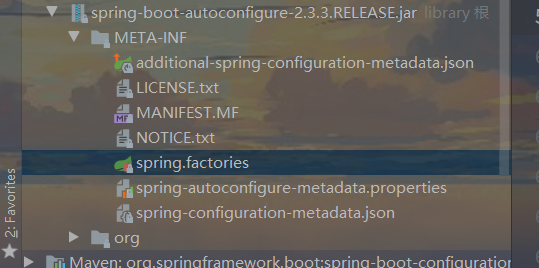 spring-boot-autoconfigure-2.3.3.RELEASE.jar library 根
META-INF
additional-spring-configuration-metadata.json
LICENSE.txt
MANIFEST.MF
NOTICE.txt
spring.factories
spring-autoconfigure-metadata.properties
spring-configuration-metadata.json
org
Maven: org.springframework.boot:spring-boot-configuration
2: Favorites